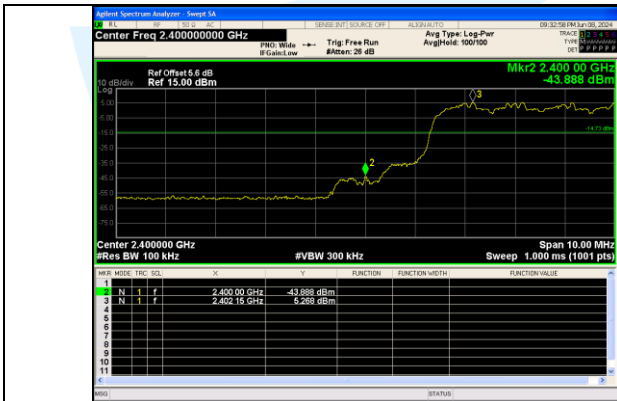 Agilent Spectrum Analyzer - Swept SA
RL RF 50 Ω AC SENSE:INT SOURCE OFF ALIGNAUTO 09:32:58 PM Jun 08, 2024
Center Freq 2.400000000 GHz Avg Type: Log-Pwr TRACE 1 2 3 4 5 6
PNO: Wide Trig: Free Run Avg|Hold: 100/100 TYPE
IFGain:Low #Atten: 26 dB DET P P P P P P
Ref Offset 5.6 dB Mkr2 2.400 00 GHz
10 dB/div Ref 15.00 dBm -43.888 dBm
Log
5.00
-5.00
-15.0
-14.73 dBm
-25.0
-35.0
-45.0
-55.0
-65.0
-75.0
3
2
Center 2.400000 GHz Span 10.00 MHz
#Res BW 100 kHz #VBW 300 kHz Sweep 1.000 ms (1001 pts)
MKR MODE TRC SCL X Y FUNCTION FUNCTION WIDTH FUNCTION VALUE
1
2 N 1 f 2.400 00 GHz -43.888 dBm
3 N 1 f 2.402 15 GHz 5.268 dBm
4
5
6
7
8
9
10
11
MSG STATUS